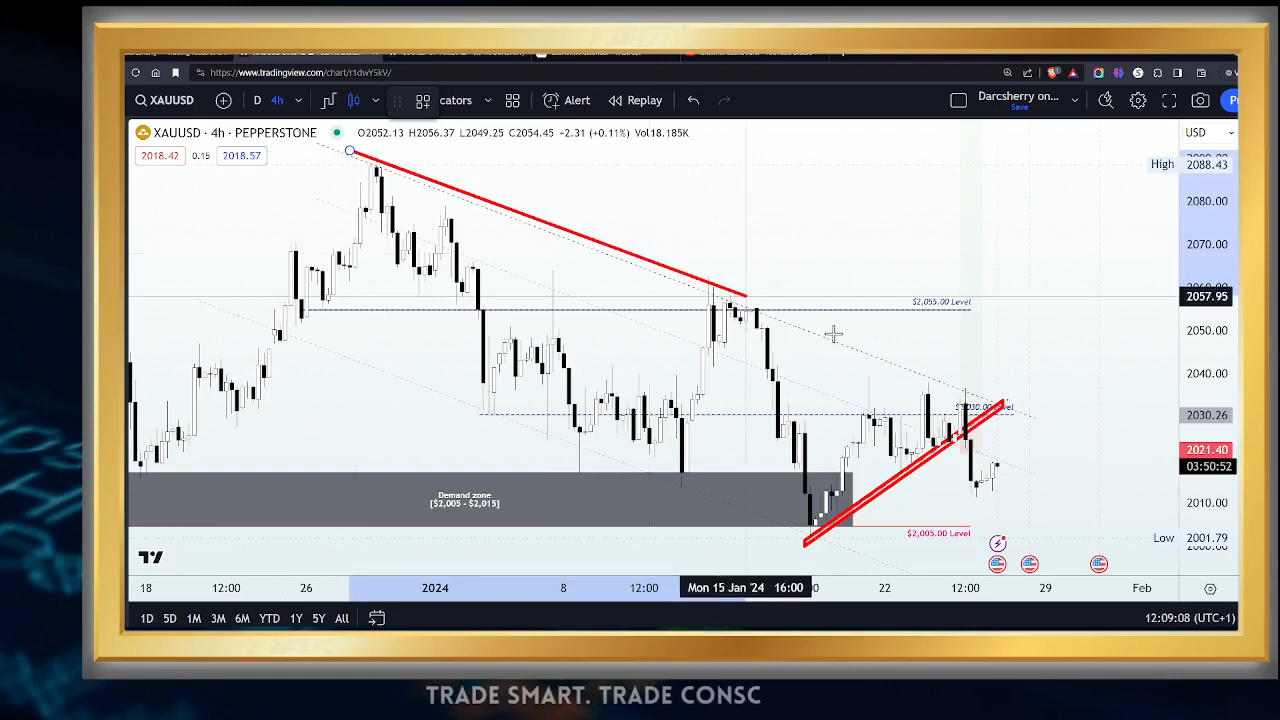 https://www.tradingview.com/chart/r1dwY5kV/
XAUUSD
D 4h
cators
Alert
Replay
Darcsherry on...
Save
XAUUSD · 4h · PEPPERSTONE
O2052.13 H2056.37 L2049.25 C2054.45 +2.31 (+0.11%) Vol18.185K
USD
2018.42 0.15 2018.57
High 2088.43
2080.00
2070.00
2057.95
$2,055.00 Level
2050.00
2040.00
2030.26
2021.40
03:50:52
Demand zone
[$2,005 - $2,015]
2010.00
$2,005.00 Level
Low 2001.79
18 12:00 26 2024 8 12:00 Mon 15 Jan '24 16:00 22 12:00 29 Feb
1D 5D 1M 3M 6M YTD 1Y 5Y All
12:09:08 (UTC+1)
TRADE SMART. TRADE CONSC